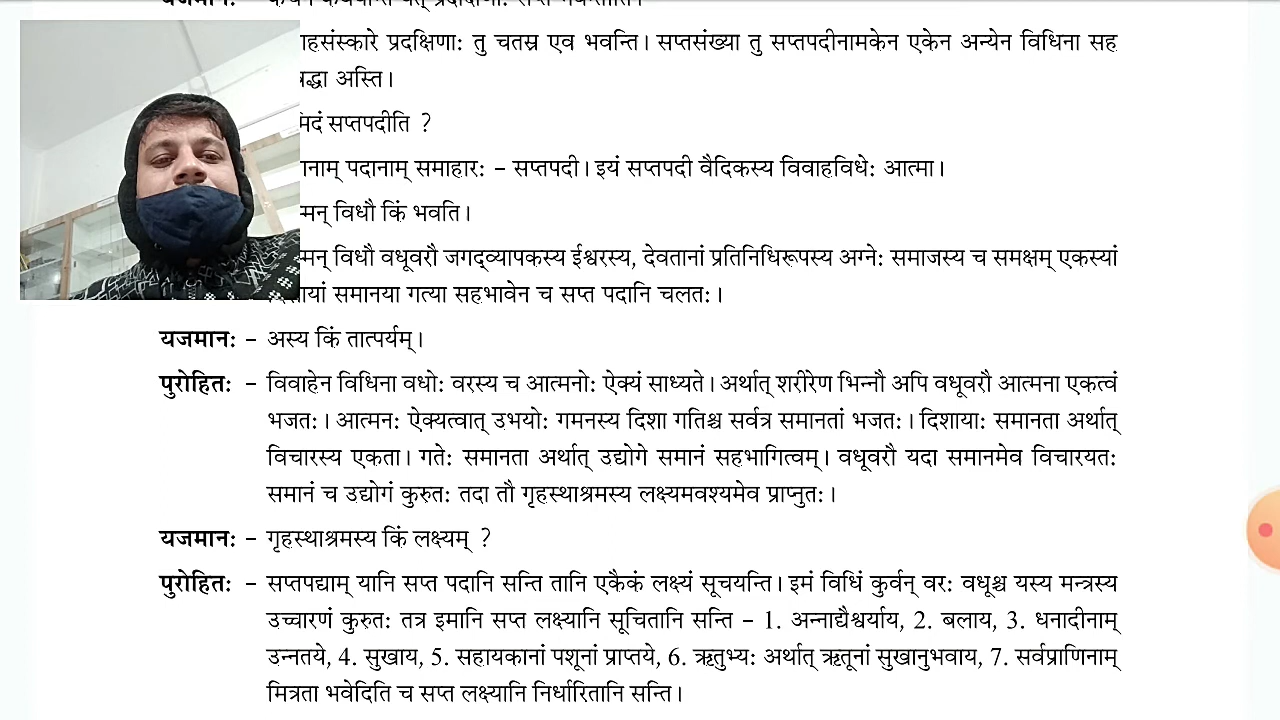 गाहसंस्कारे प्रदक्षिणाः तु चतस्र एव भवन्ति। सप्तसंख्या तु सप्तपदीनामकेन एकेन अन्येन विधिना सह
द्धा अस्ति।
मिदं सप्तपदीति ?
नाम् पदानाम् समाहारः – सप्तपदी। इयं सप्तपदी वैदिकस्य विवाहविधेः आत्मा।
मन् विधौ किं भवति।
मन् विधौ वधूवरौ जगद्व्यापकस्य ईश्वरस्य, देवतानां प्रतिनिधिरूपस्य अग्नेः समाजस्य च समक्षम् एकस्यां
यां समानया गत्या सहभावेन च सप्त पदानि चलतः।
यजमानः – अस्य किं तात्पर्यम्।
पुरोहितः – विवाहेन विधिना वधोः वरस्य च आत्मनोः ऐक्यं साध्यते। अर्थात् शरीरेण भिन्नौ अपि वधूवरौ आत्मना एकत्वं
भजतः। आत्मनः ऐक्यत्वात् उभयोः गमनस्य दिशा गतिश्च सर्वत्र समानतां भजतः। दिशायाः समानता अर्थात्
विचारस्य एकता। गतेः समानता अर्थात् उद्योगे समानं सहभागित्वम्। वधूवरौ यदा समानमेव विचारयतः
समानं च उद्योगं कुरुतः तदा तौ गृहस्थाश्रमस्य लक्ष्यमवश्यमेव प्राप्नुतः।
यजमानः – गृहस्थाश्रमस्य किं लक्ष्यम् ?
पुरोहितः – सप्तपद्याम् यानि सप्त पदानि सन्ति तानि एकैकं लक्ष्यं सूचयन्ति। इमं विधिं कुर्वन् वरः वधूश्च यस्य मन्त्रस्य
उच्चारणं कुरुतः तत्र इमानि सप्त लक्ष्यानि सूचितानि सन्ति – 1. अन्नाद्यैश्वर्याय, 2. बलाय, 3. धनादीनाम्
उन्नतये, 4. सुखाय, 5. सहायकानां पशूनां प्राप्तये, 6. ऋतुभ्यः अर्थात् ऋतूनां सुखानुभवाय, 7. सर्वप्राणिनाम्
मित्रता भवेदिति च सप्त लक्ष्यानि निर्धारितानि सन्ति।